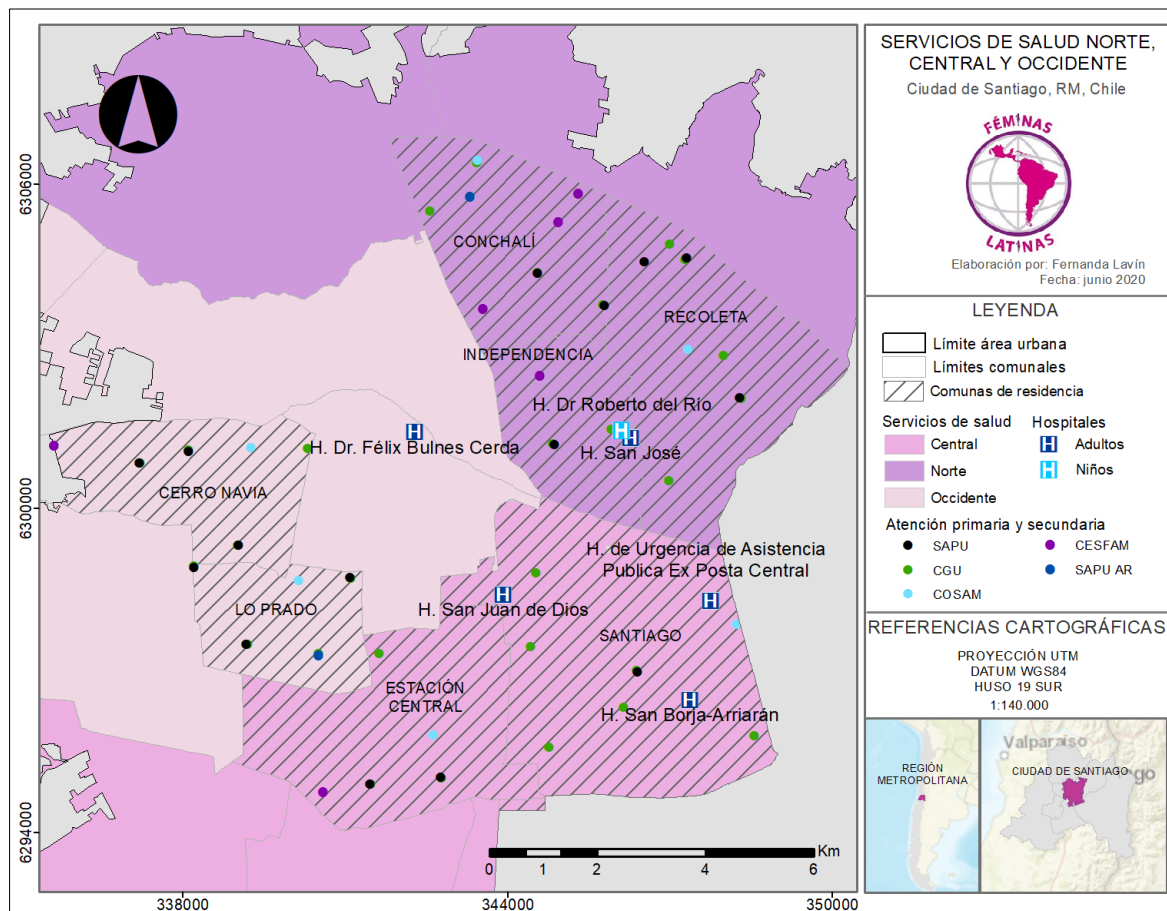 SERVICIOS DE SALUD NORTE,
CENTRAL Y OCCIDENTE
Ciudad de Santiago, RM, Chile
FÉMINAS
LATINAS
Elaboración por: Fernanda Lavín
Fecha: junio 2020
LEYENDA
Límite área urbana
Límites comunales
Comunas de residencia
Servicios de salud
Central
Norte
Occidente
Hospitales
H Adultos
H Niños
Atención primaria y secundaria
SAPU
CGU
COSAM
CESFAM
SAPU AR
REFERENCIAS CARTOGRÁFICAS
PROYECCIÓN UTM
DATUM WGS84
HUSO 19 SUR
1:140.000
REGIÓN
METROPOLITANA
Valparaíso
CIUDAD DE SANTIAGO
go
6306000
6300000
6294000
338000
344000
350000
CONCHALÍ
RECOLETA
INDEPENDENCIA
H. Dr Roberto del Río
H
H
H. San José
H
H. Dr. Félix Bulnes Cerda
CERRO NAVIA
H. de Urgencia de Asistencia
Publica Ex Posta Central
H
LO PRADO
H
H. San Juan de Dios
SANTIAGO
ESTACIÓN
CENTRAL
H
H. San Borja-Arriarán
Km
0
1
2
4
6